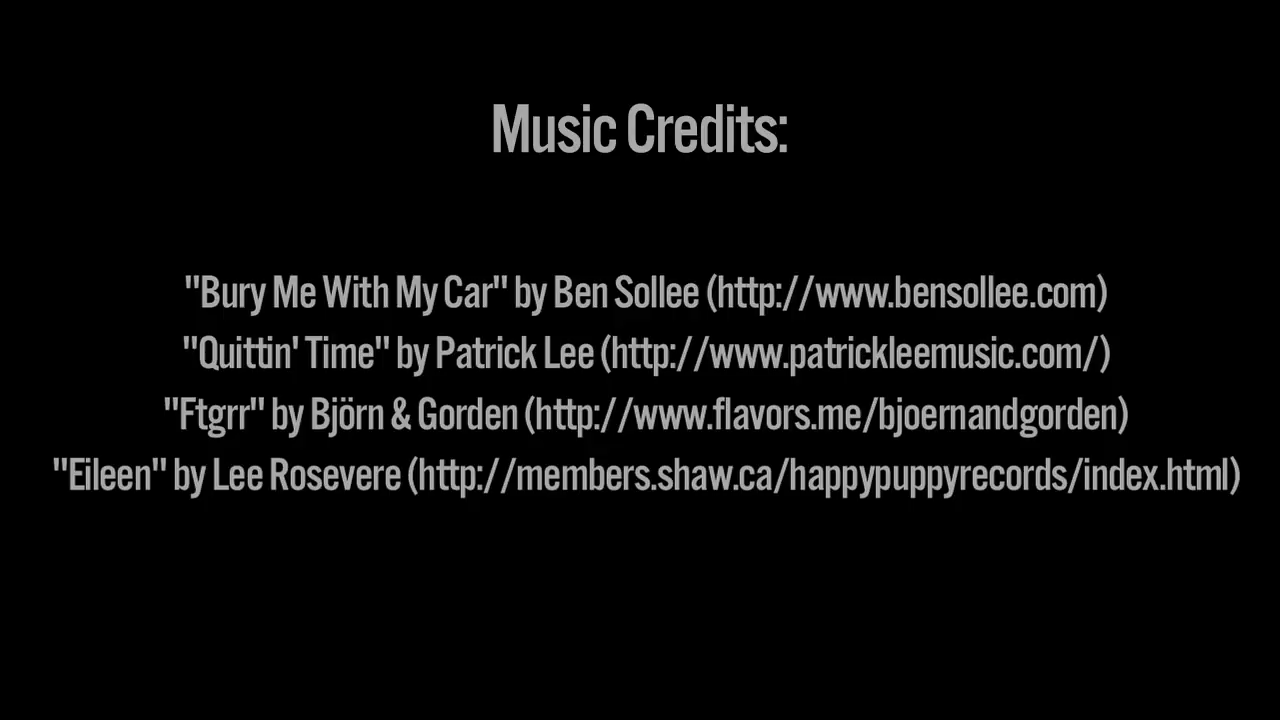 Music Credits:
"Bury Me With My Car" by Ben Sollee (http://www.bensollee.com)
"Quittin' Time" by Patrick Lee (http://www.patrickleemusic.com/)
"Ftgrr" by Björn & Gorden (http://www.flavors.me/bjoernandgorden)
"Eileen" by Lee Rosevere (http://members.shaw.ca/happypuppyrecords/index.html)